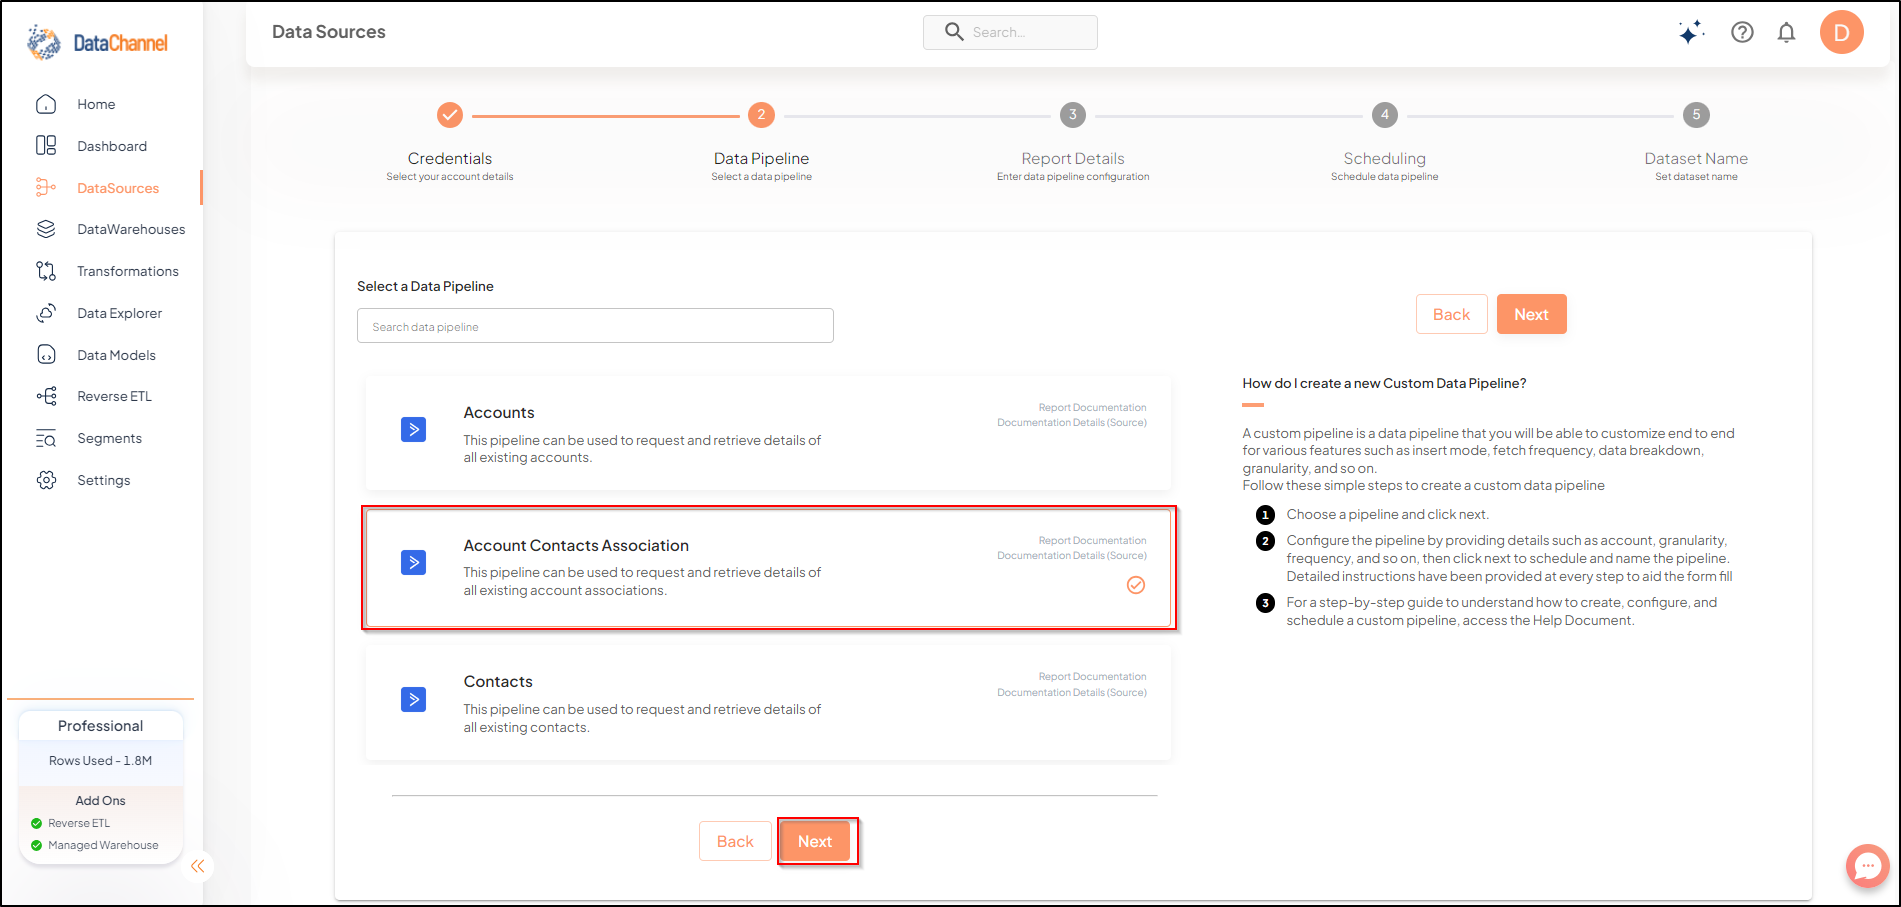 DataChannel
Data Sources
Search...
D
Home
Dashboard
DataSources
DataWarehouses
Transformations
Data Explorer
Data Models
Reverse ETL
Segments
Settings
Professional
Rows Used - 1.8M
Add Ons
Reverse ETL
Managed Warehouse
2
3
4
5
Credentials
Select your account details
Data Pipeline
Select a data pipeline
Report Details
Enter data pipeline configuration
Scheduling
Schedule data pipeline
Dataset Name
Set dataset name
Select a Data Pipeline
Search data pipeline
Back
Next
Accounts
This pipeline can be used to request and retrieve details of
all existing accounts.
Report Documentation
Documentation Details (Source)
Account Contacts Association
This pipeline can be used to request and retrieve details of
all existing account associations.
Report Documentation
Documentation Details (Source)
Contacts
This pipeline can be used to request and retrieve details of
all existing contacts.
Report Documentation
Documentation Details (Source)
Back
Next
How do I create a new Custom Data Pipeline?
A custom pipeline is a data pipeline that you will be able to customize end to end
for various features such as insert mode, fetch frequency, data breakdown,
granularity, and so on.
Follow these simple steps to create a custom data pipeline
1 Choose a pipeline and click next.
2 Configure the pipeline by providing details such as account, granularity,
frequency, and so on, then click next to schedule and name the pipeline.
Detailed instructions have been provided at every step to aid the form fill
3 For a step-by-step guide to understand how to create, configure, and
schedule a custom pipeline, access the Help Document.